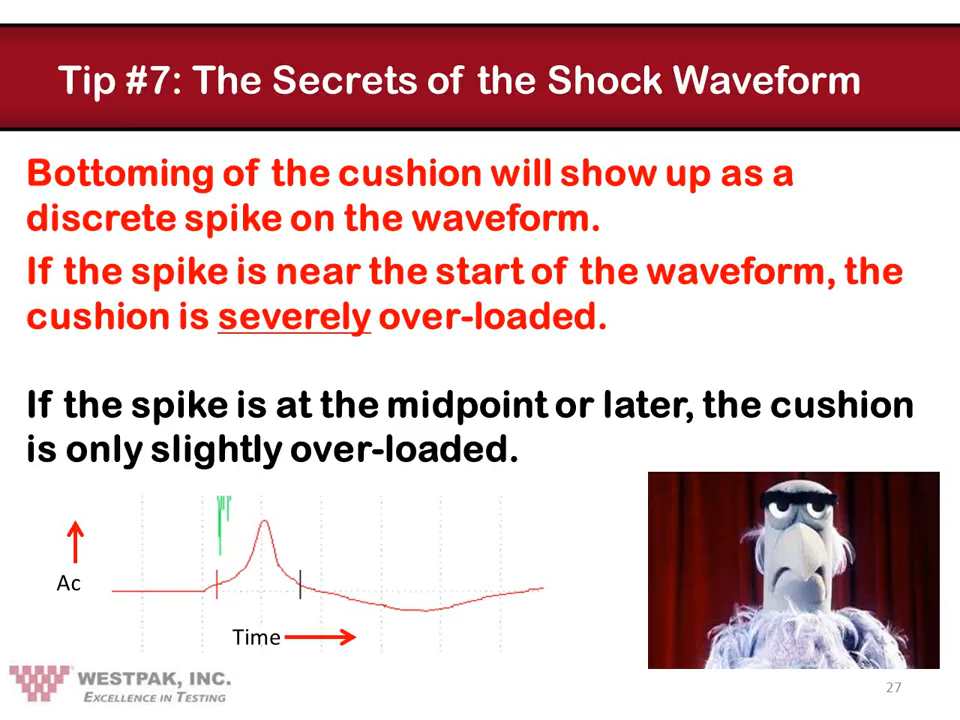 Tip #7: The Secrets of the Shock Waveform
Bottoming of the cushion will show up as a
discrete spike on the waveform.
If the spike is near the start of the waveform, the
cushion is severely over-loaded.
If the spike is at the midpoint or later, the cushion
is only slightly over-loaded.
Ac
Time
WESTPAK, INC.
EXCELLENCE IN TESTING
27